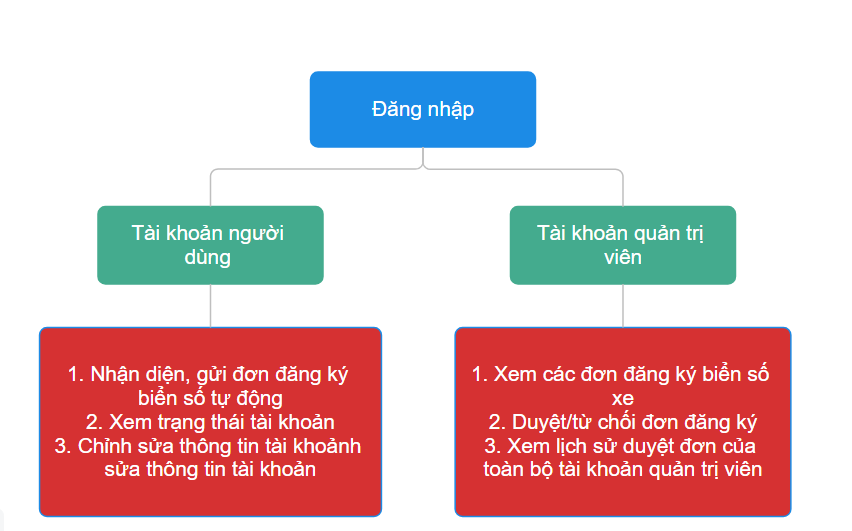 Đăng nhập
Tài khoản người
dùng
Tài khoản quản trị
viên
1. Nhận diện, gửi đơn đăng ký
biển số tự động
2. Xem trạng thái tài khoản
3. Chỉnh sửa thông tin tài khoảnh
sửa thông tin tài khoản
1. Xem các đơn đăng ký biển số
xe
2. Duyệt/từ chối đơn đăng ký
3. Xem lịch sử duyệt đơn của
toàn bộ tài khoản quản trị viên